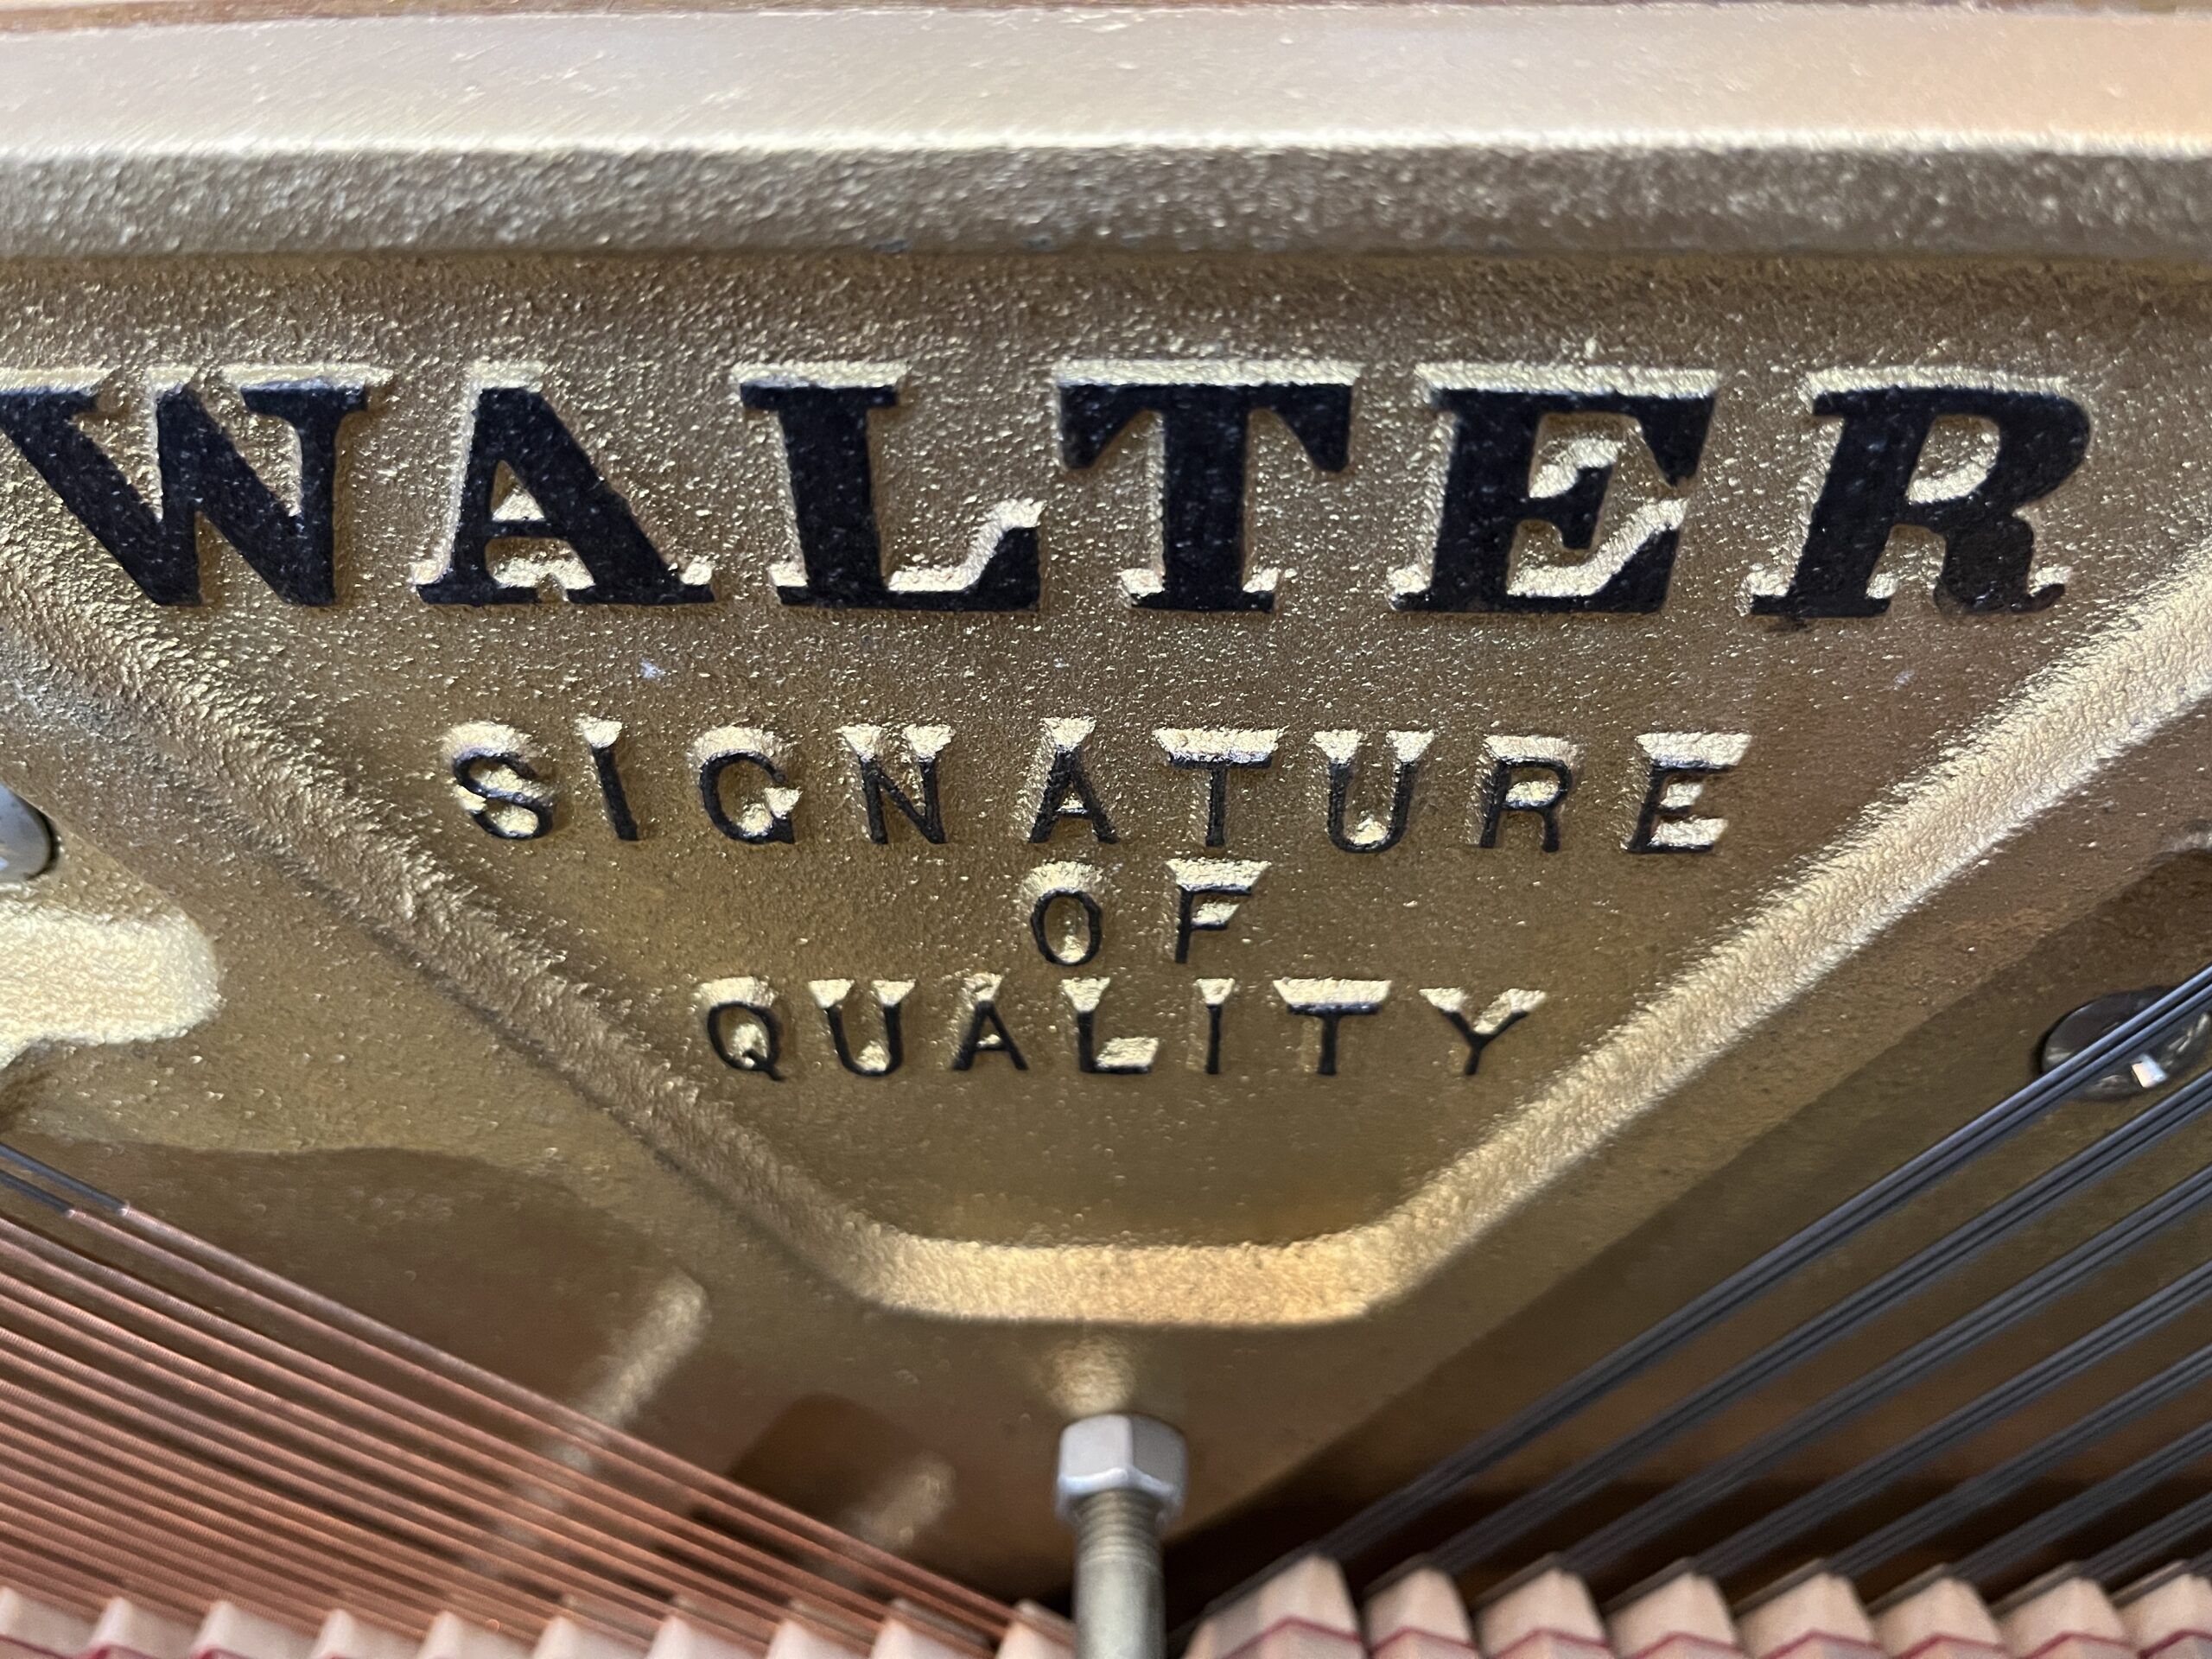 WALTER
SIGNATURE
OF
QUALITY